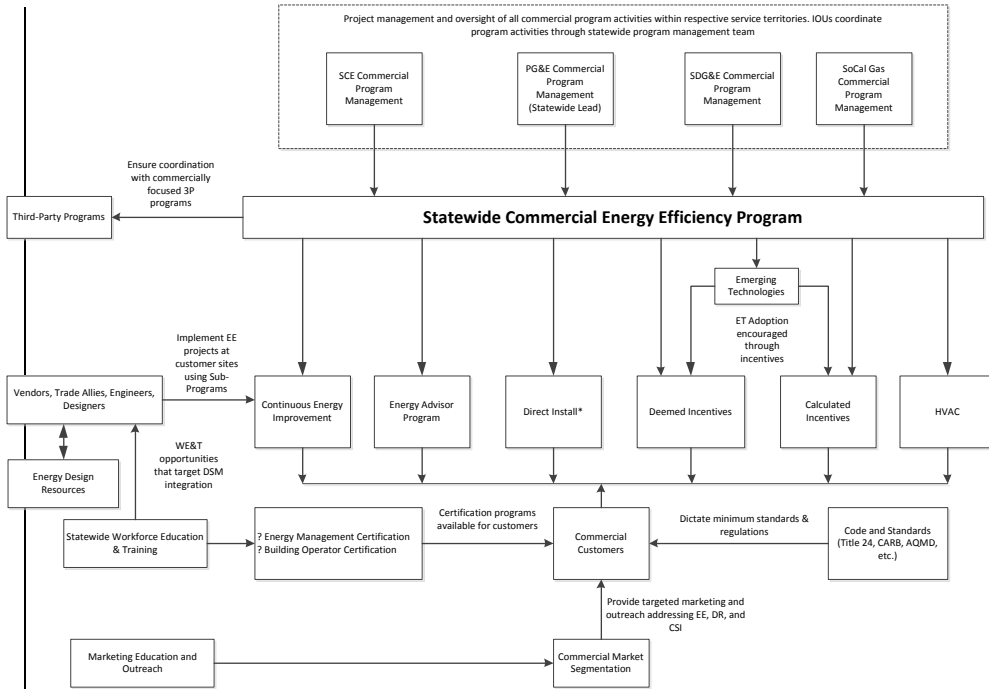 Project management and oversight of all commercial program activities within respective service territories. IOUs coordinate
program activities through statewide program management team
SCE Commercial
Program
Management
PG&E Commercial
Program
Management
(Statewide Lead)
SDG&E Commercial
Program
Management
SoCal Gas
Commercial
Program
Management
Ensure coordination
with commercially
focused 3P
programs
Third-Party Programs
Statewide Commercial Energy Efficiency Program
Emerging
Technologies
ET Adoption
encouraged
through
incentives
Implement EE
projects at
customer sites
using Sub-
Programs
Vendors, Trade Allies, Engineers,
Designers
Continuous Energy
Improvement
Energy Advisor
Program
Direct Install*
Deemed Incentives
Calculated
Incentives
HVAC
WE&T
opportunities
that target DSM
integration
Energy Design
Resources
Statewide Workforce Education
& Training
? Energy Management Certification
? Building Operator Certification
Certification programs
available for customers
Commercial
Customers
Dictate minimum standards &
regulations
Code and Standards
(Title 24, CARB, AQMD,
etc.)
Provide targeted marketing and
outreach addressing EE, DR, and
CSI
Marketing Education and
Outreach
Commercial Market
Segmentation